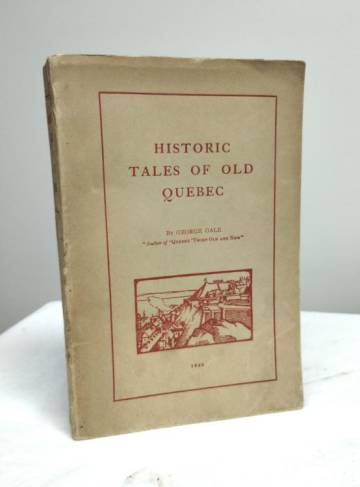 HISTORIC
TALES OF OLD
QUEBEC
By GEORGE GALE
"Author of "Quebec 'Twixt Old and New"